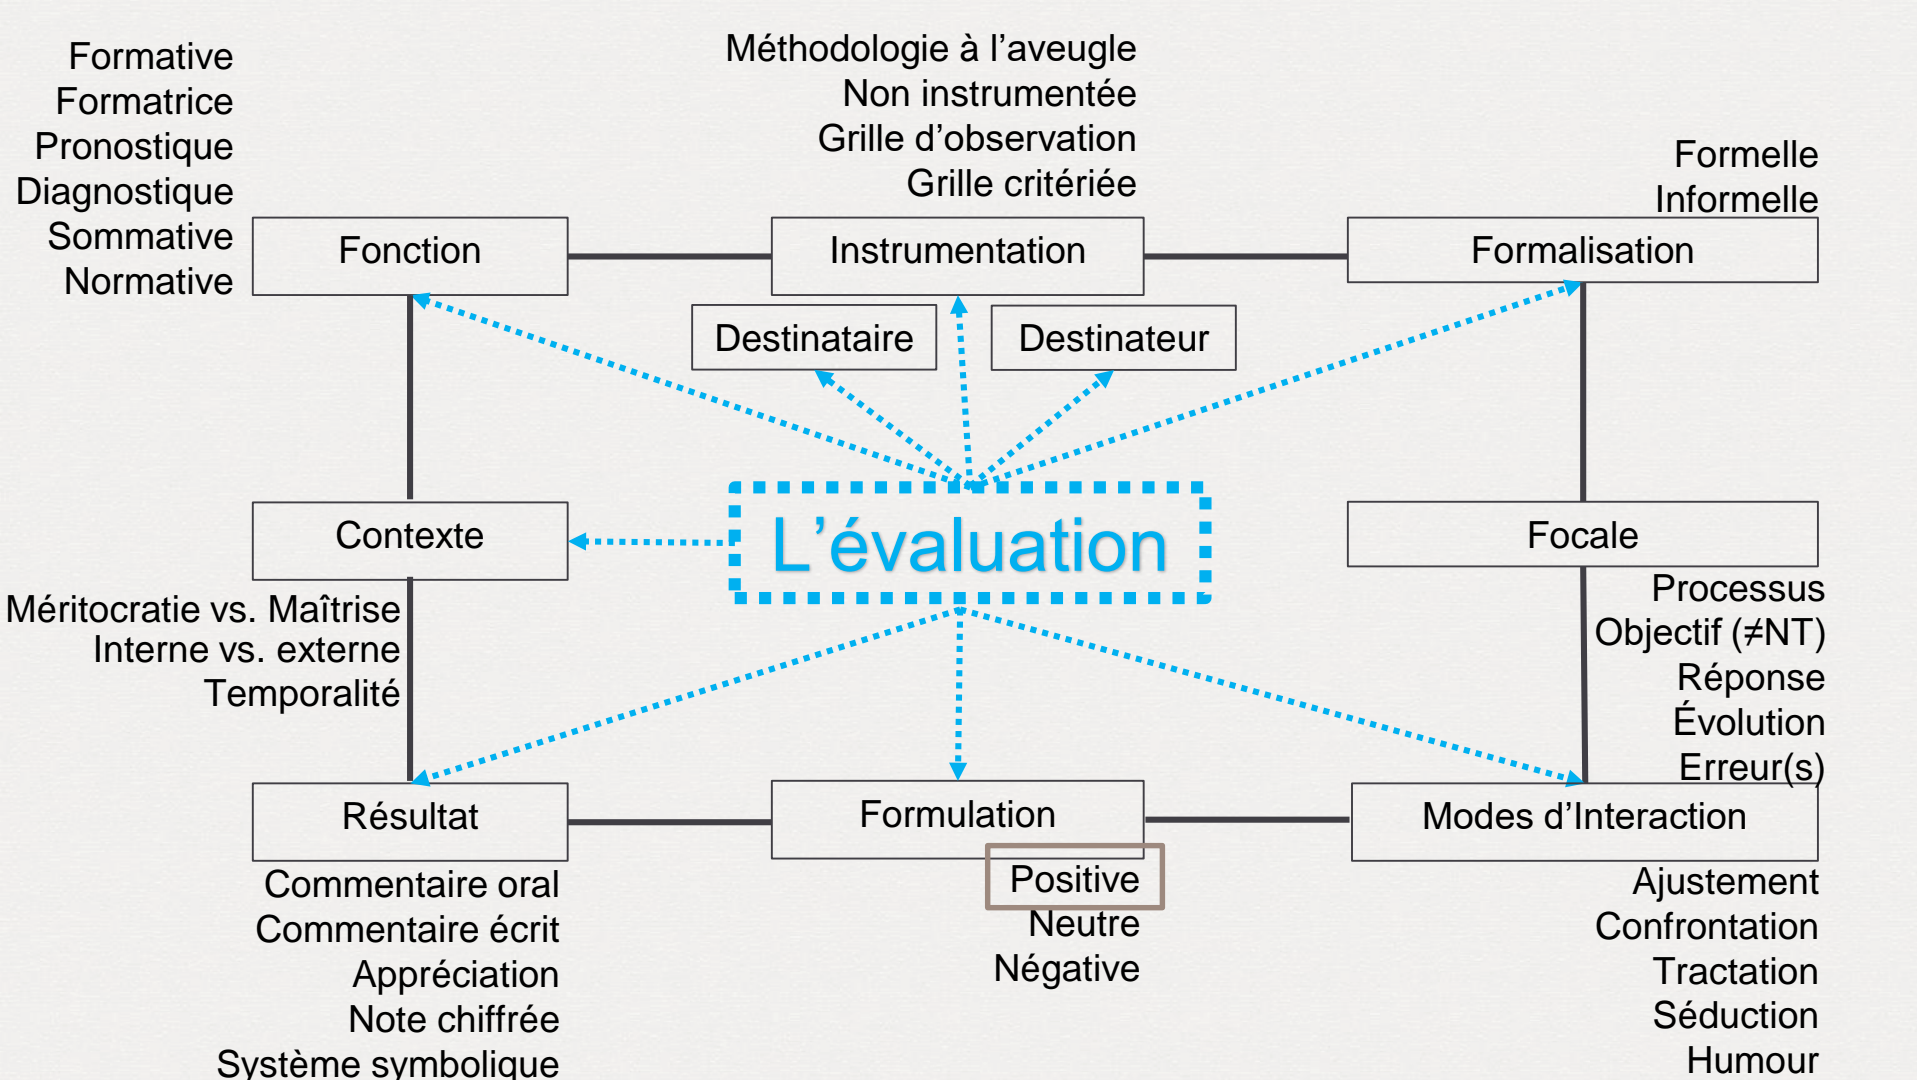 Formative
Formatrice
Pronostique
Diagnostique
Sommative
Normative
Méthodologie à l’aveugle
Non instrumentée
Grille d’observation
Grille critériée
Formelle
Informelle
Fonction
Instrumentation
Formalisation
Destinataire
Destinateur
Contexte
L’évaluation
Focale
Méritocratie vs. Maîtrise
Interne vs. externe
Temporalité
Processus
Objectif (≠NT)
Réponse
Évolution
Erreur(s)
Résultat
Formulation
Modes d’Interaction
Commentaire oral
Commentaire écrit
Appréciation
Note chiffrée
Système symbolique
Positive
Neutre
Négative
Ajustement
Confrontation
Tractation
Séduction
Humour